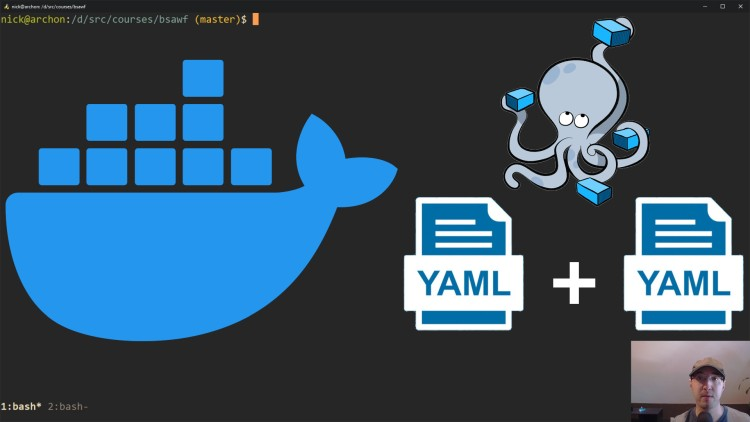 nick@archon: /d/src/courses/bsawf
nick@archon:/d/src/courses/bsawf (master)$
YAML + YAML
1:bash* 2:bash-